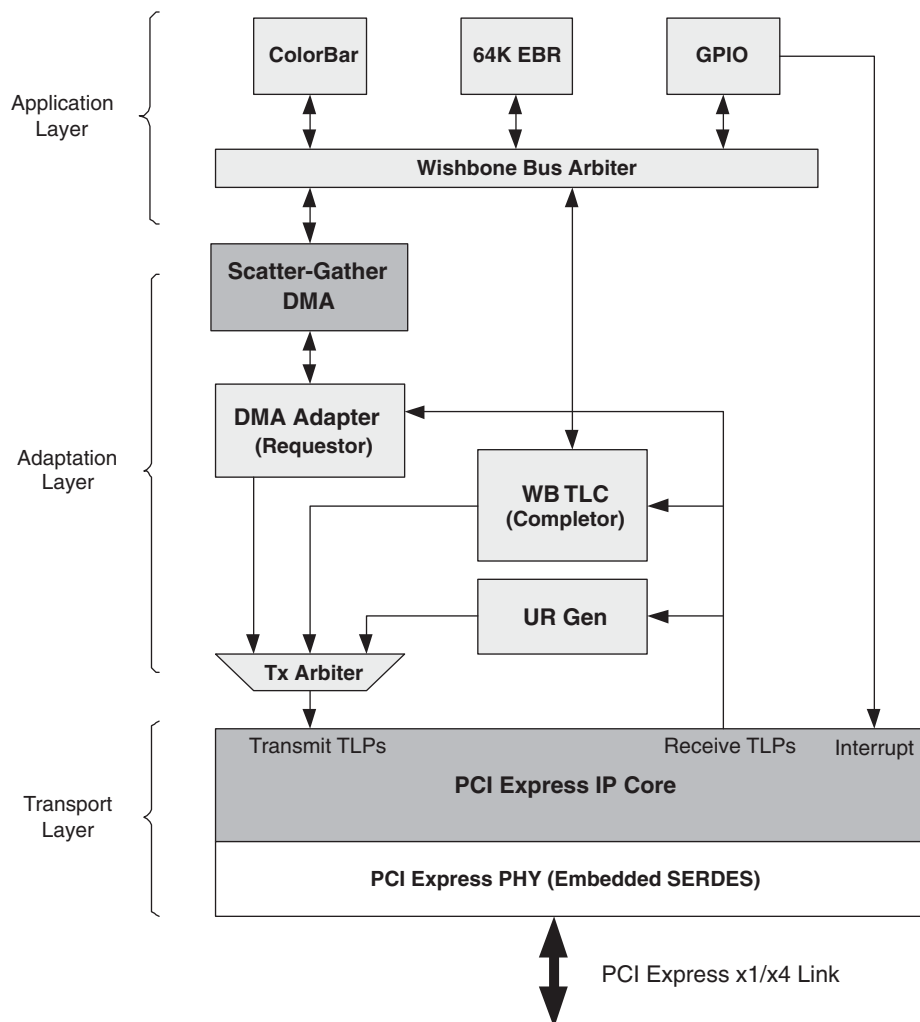 ColorBar
64K EBR
GPIO
Application
Layer
Wishbone Bus Arbiter
Scatter-Gather
DMA
DMA Adapter
(Requestor)
Adaptation
Layer
WB TLC
(Completor)
UR Gen
Tx Arbiter
Transmit TLPs
Receive TLPs
Interrupt
PCI Express IP Core
Transport
Layer
PCI Express PHY (Embedded SERDES)
PCI Express x1/x4 Link